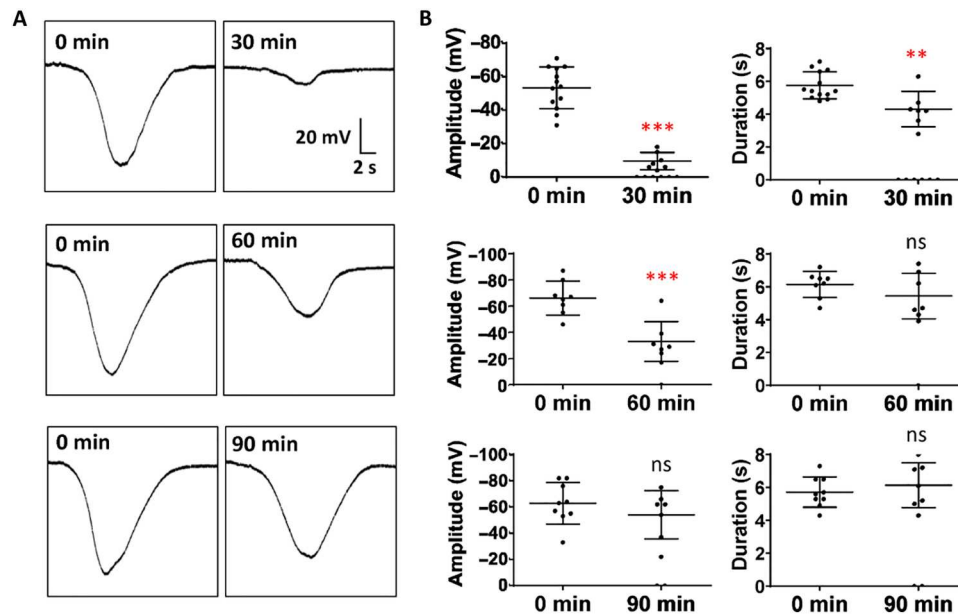 A
0 min
30 min
20 mV
2 s
0 min
60 min
0 min
90 min
B
Amplitude (mV)
−80
−60
−40
−20
0
***
0 min
30 min
Duration (s)
8
6
4
2
0
**
0 min
30 min
Amplitude (mV)
−100
−80
−60
−40
−20
0
***
0 min
60 min
Duration (s)
8
6
4
2
0
ns
0 min
60 min
Amplitude (mV)
−100
−80
−60
−40
−20
0
ns
0 min
90 min
Duration (s)
8
6
4
2
0
ns
0 min
90 min